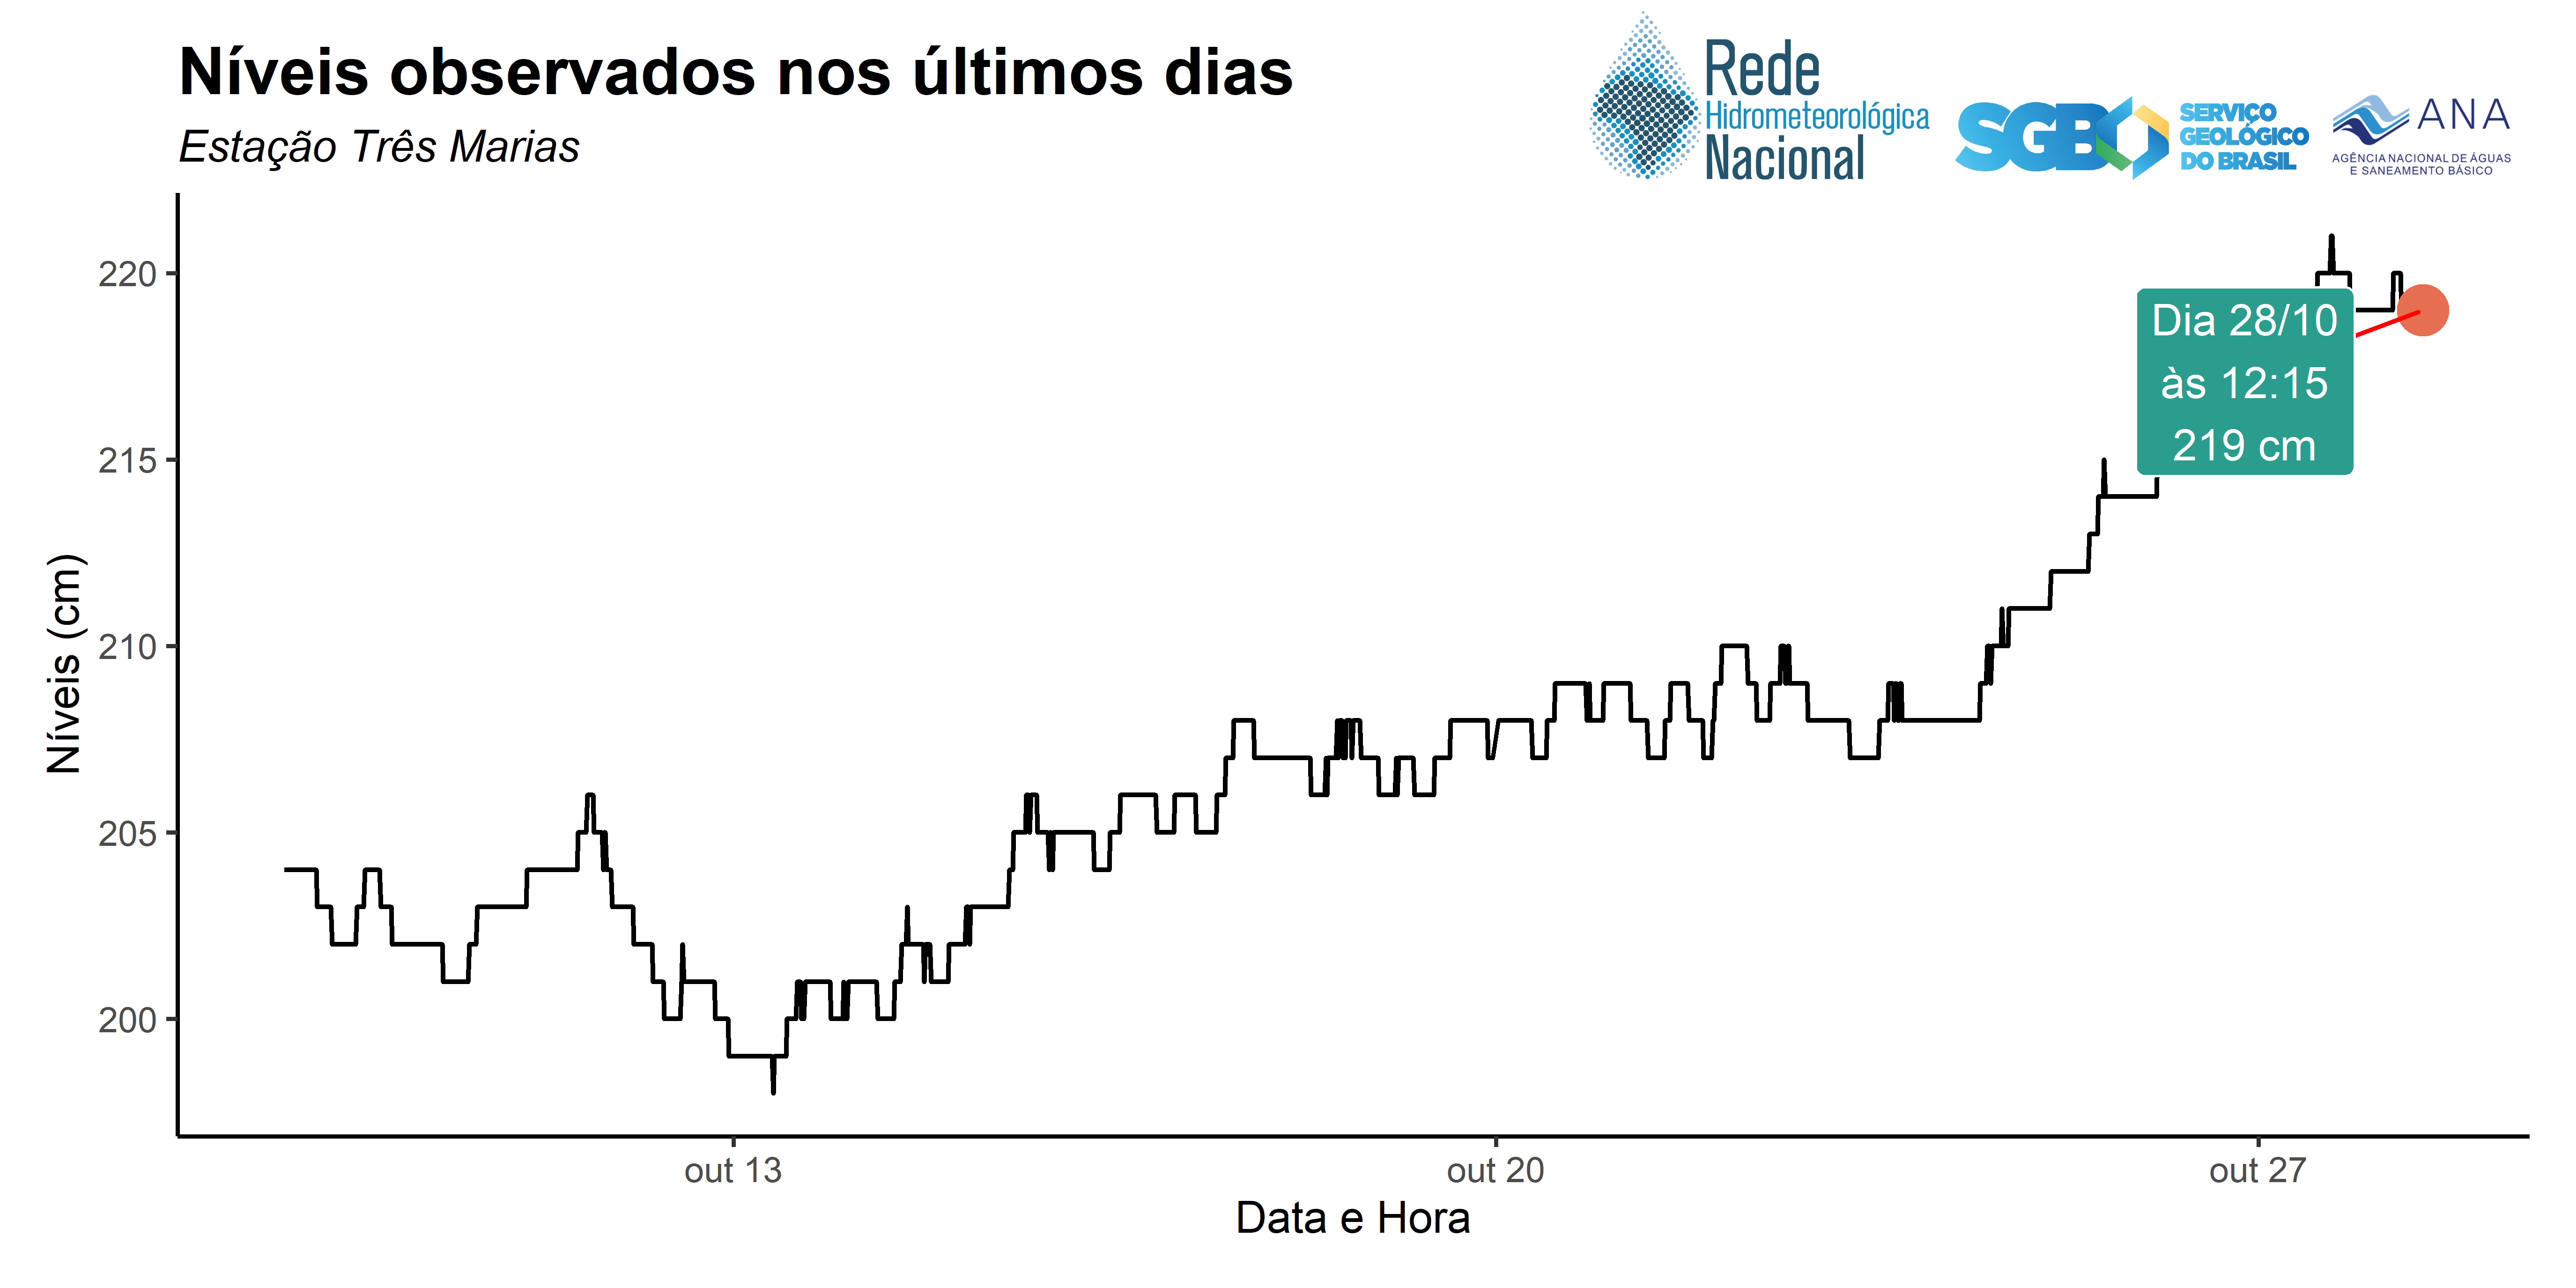 Níveis observados nos últimos dias
Estação Três Marias
Rede
Hidrometeorológica
Nacional
SGB
SERVIÇO
GEOLÓGICO
DO BRASIL
ANA
AGÊNCIA NACIONAL DE ÁGUAS
E SANEAMENTO BÁSICO
Níveis (cm)
220
215
210
205
200
Dia 28/10
às 12:15
219 cm
out 13
out 20
out 27
Data e Hora